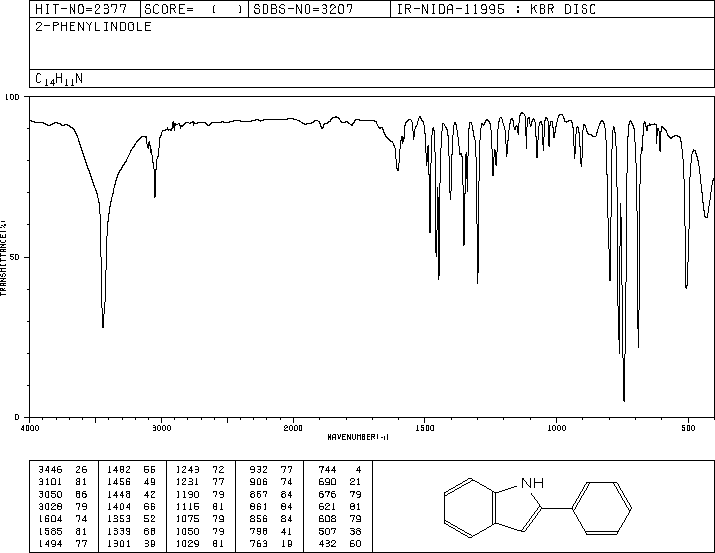 HIT-NO=2377 SCORE= ( ) SDBS-NO=3207 IR-NIDA-11995 : KBR DISC
2-PHENYLINDOLE
C14H11N
100
50
0
TRANSMITTANCE(%)
4000 3000 2000 1500 1000 500
WAVENUMBER(-1)
3446 26 1482 55 1243 72 932 77 744 4
3101 81 1456 49 1231 77 906 74 690 21
3050 66 1448 42 1190 79 867 84 676 79
3028 79 1404 66 1115 81 861 84 621 81
1604 74 1353 52 1075 79 856 84 608 79
1585 81 1339 68 1050 79 798 41 507 38
1494 77 1301 39 1029 81 763 19 432 60
NH